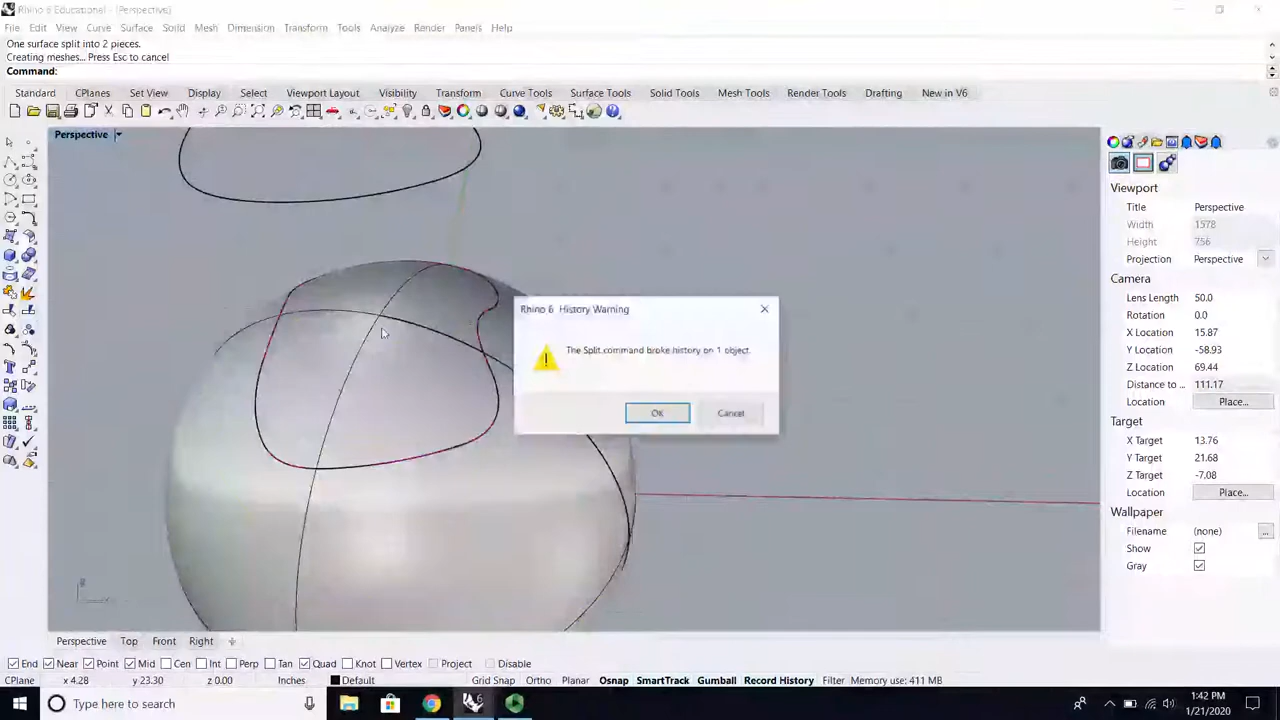 Rhino 6 Educational - [Perspective]
File Edit View Curve Surface Solid Mesh Dimension Transform Tools Analyze Render Panels Help
One surface split into 2 pieces.
Creating meshes... Press Esc to cancel
Command:
Standard CPlanes Set View Display Select Viewport Layout Visibility Transform Curve Tools Surface Tools Solid Tools Mesh Tools Render Tools Drafting New in V6
Perspective
Rhino 6 History Warning
The Split command broke history on 1 object.
OK Cancel
Viewport
Title Perspective
Width 1578
Height 756
Projection Perspective
Camera
Lens Length 50.0
Rotation 0.0
X Location 15.87
Y Location -58.93
Z Location 69.44
Distance to ... 111.17
Location Place...
Target
X Target 13.76
Y Target 21.68
Z Target -7.08
Location Place...
Wallpaper
Filename (none) ...
Show
Gray
Perspective Top Front Right
End Near Point Mid Cen Int Perp Tan Quad Knot Vertex Project Disable
CPlane x 4.28 y 23.30 z 0.00 Inches Default Grid Snap Ortho Planar Osnap SmartTrack Gumball Record History Filter Memory use: 411 MB
Type here to search
1:42 PM
1/21/2020